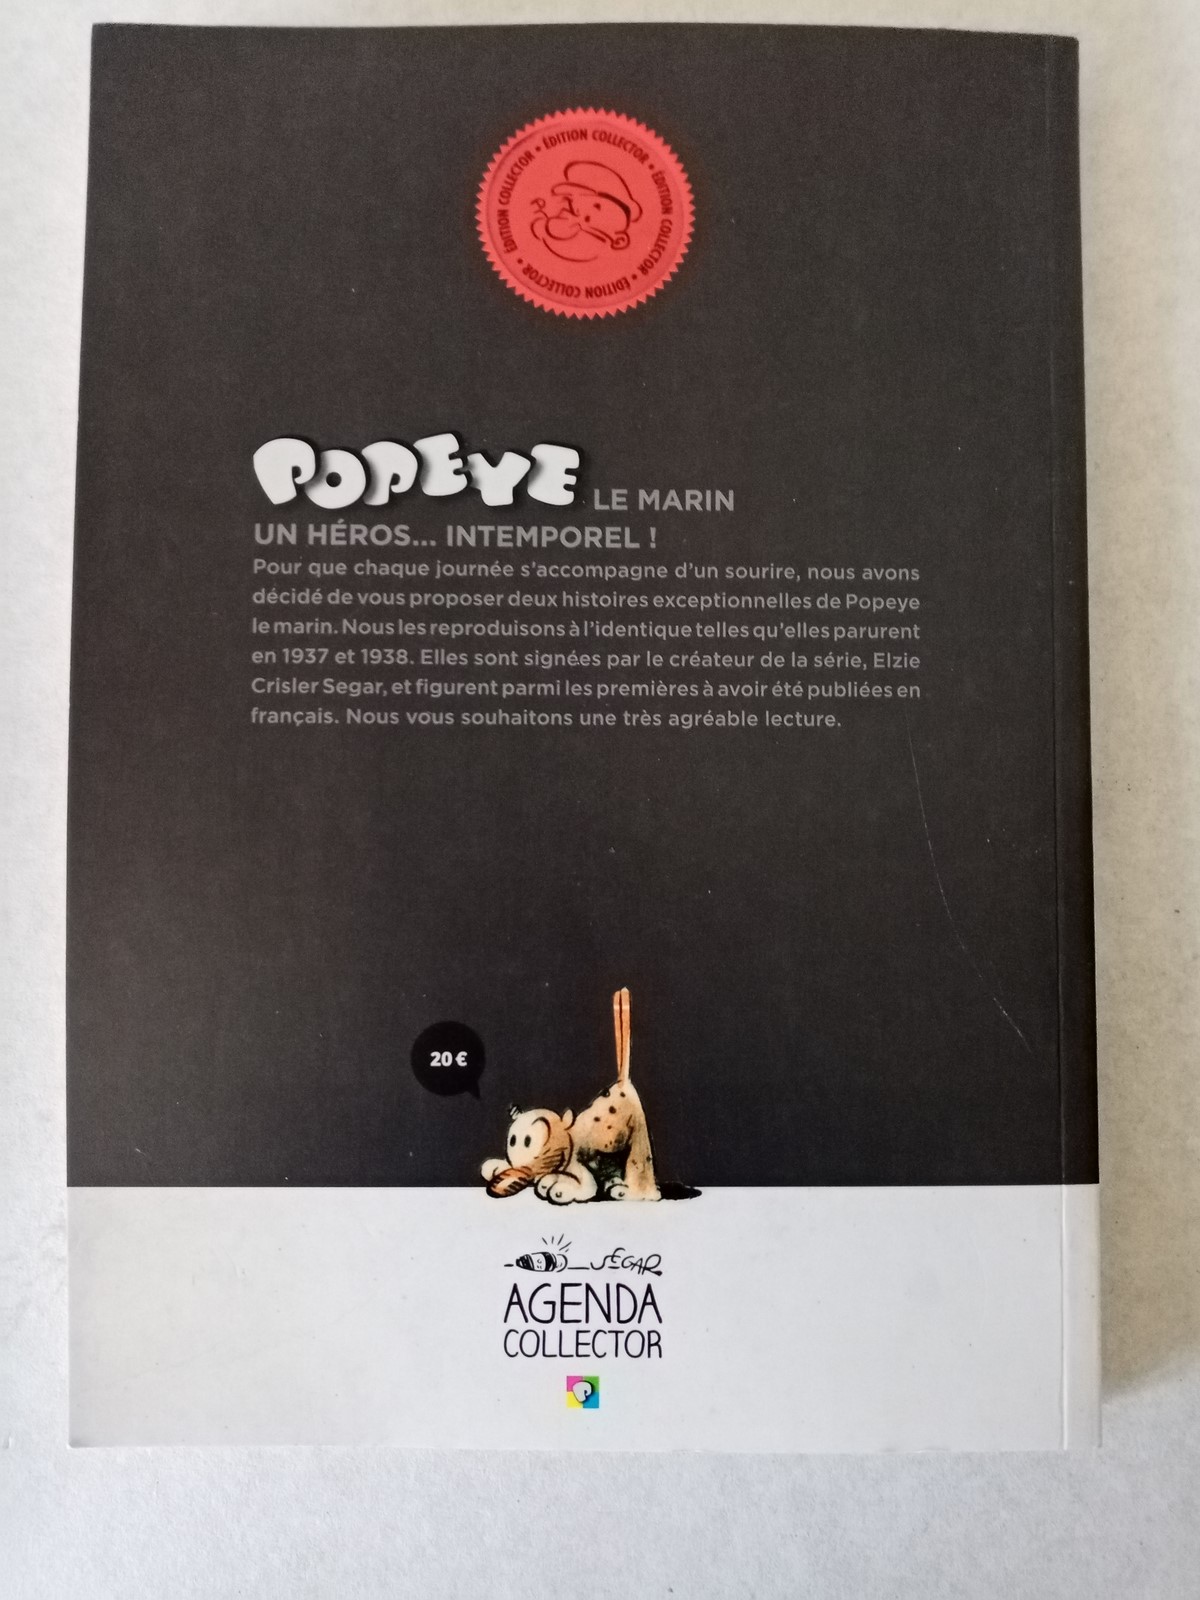 ÉDITION COLLECTOR • ÉDITION COLLECTOR • ÉDITION COLLECTOR • ÉDITION COLLECTOR •
POPEYE LE MARIN
UN HÉROS... INTEMPOREL !
Pour que chaque journée s'accompagne d'un sourire, nous avons
décidé de vous proposer deux histoires exceptionnelles de Popeye
le marin. Nous les reproduisons à l'identique telles qu'elles parurent
en 1937 et 1938. Elles sont signées par le créateur de la série, Elzie
Crisler Segar, et figurent parmi les premières à avoir été publiées en
français. Nous vous souhaitons une très agréable lecture.
20 €
SEGAR
AGENDA
COLLECTOR
P